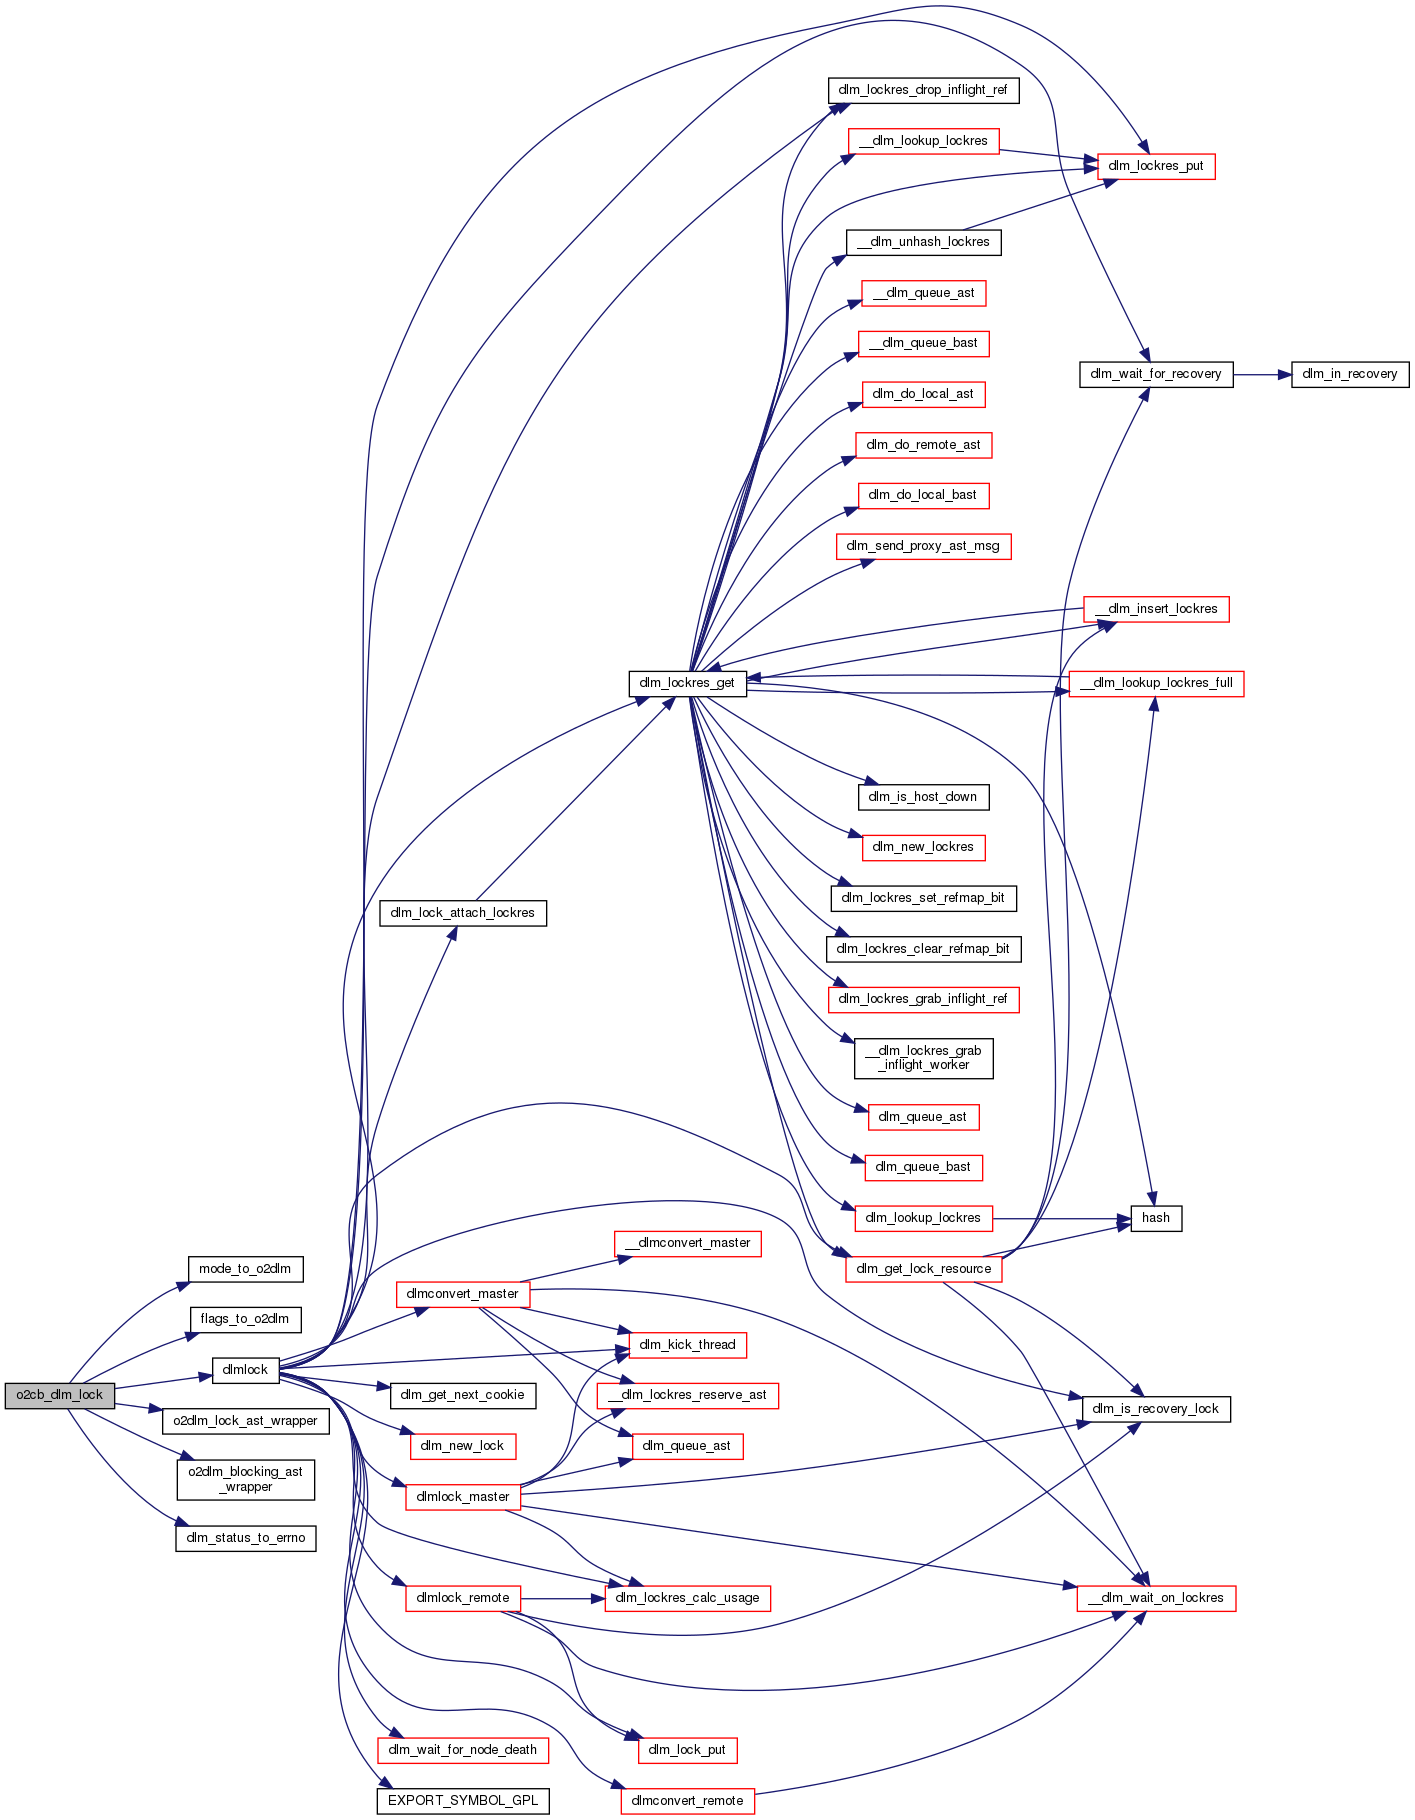 dlm_lockres_drop_inflight_ref
__dlm_lookup_lockres
dlm_lockres_put
__dlm_unhash_lockres
__dlm_queue_ast
__dlm_queue_bast
dlm_wait_for_recovery
dlm_in_recovery
dlm_do_local_ast
dlm_do_remote_ast
dlm_do_local_bast
dlm_send_proxy_ast_msg
__dlm_insert_lockres
dlm_lockres_get
__dlm_lookup_lockres_full
dlm_is_host_down
dlm_new_lockres
dlm_lockres_set_refmap_bit
dlm_lock_attach_lockres
dlm_lockres_clear_refmap_bit
dlm_lockres_grab_inflight_ref
__dlm_lockres_grab
_inflight_worker
dlm_queue_ast
dlm_queue_bast
dlm_lookup_lockres
hash
__dlmconvert_master
mode_to_o2dlm
dlm_get_lock_resource
dlmconvert_master
flags_to_o2dlm
dlm_kick_thread
dlmlock
o2cb_dlm_lock
dlm_get_next_cookie
__dlm_lockres_reserve_ast
dlm_is_recovery_lock
o2dlm_lock_ast_wrapper
dlm_new_lock
dlm_queue_ast
o2dlm_blocking_ast
_wrapper
dlmlock_master
dlm_status_to_errno
dlmlock_remote
dlm_lockres_calc_usage
__dlm_wait_on_lockres
dlm_wait_for_node_death
dlm_lock_put
EXPORT_SYMBOL_GPL
dlmconvert_remote